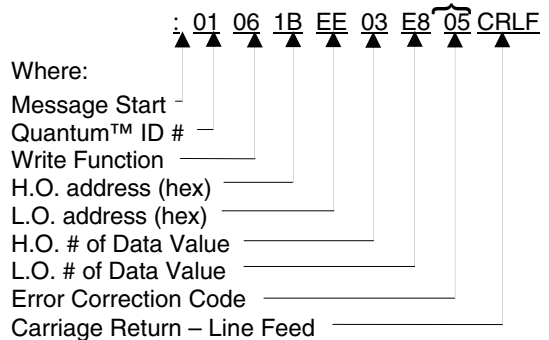 : 01 06 1B EE 03 E8 05 CRLF
Where:
Message Start
Quantum™ ID #
Write Function
H.O. address (hex)
L.O. address (hex)
H.O. # of Data Value
L.O. # of Data Value
Error Correction Code
Carriage Return – Line Feed